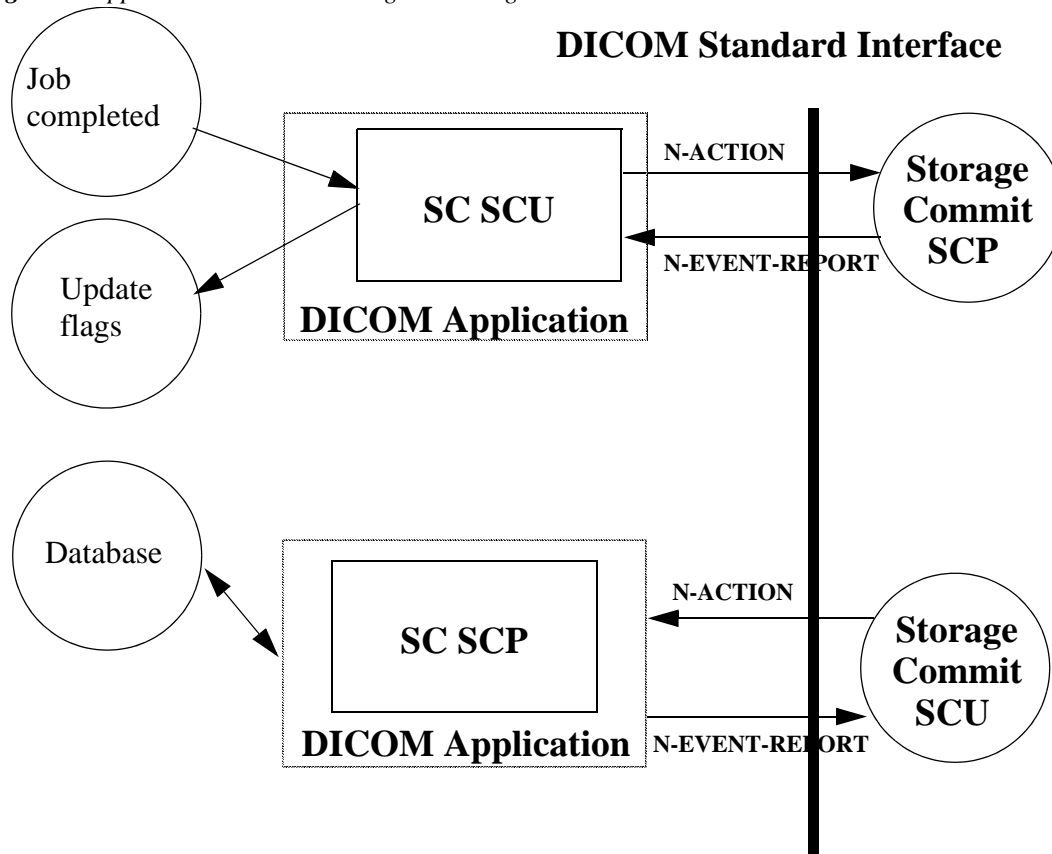 DICOM Standard Interface
Job
completed
N-ACTION
Storage
Commit
SCP
SC SCU
N-EVENT-REPORT
Update
flags
DICOM Application
Database
N-ACTION
Storage
Commit
SCU
SC SCP
DICOM Application
N-EVENT-REPORT